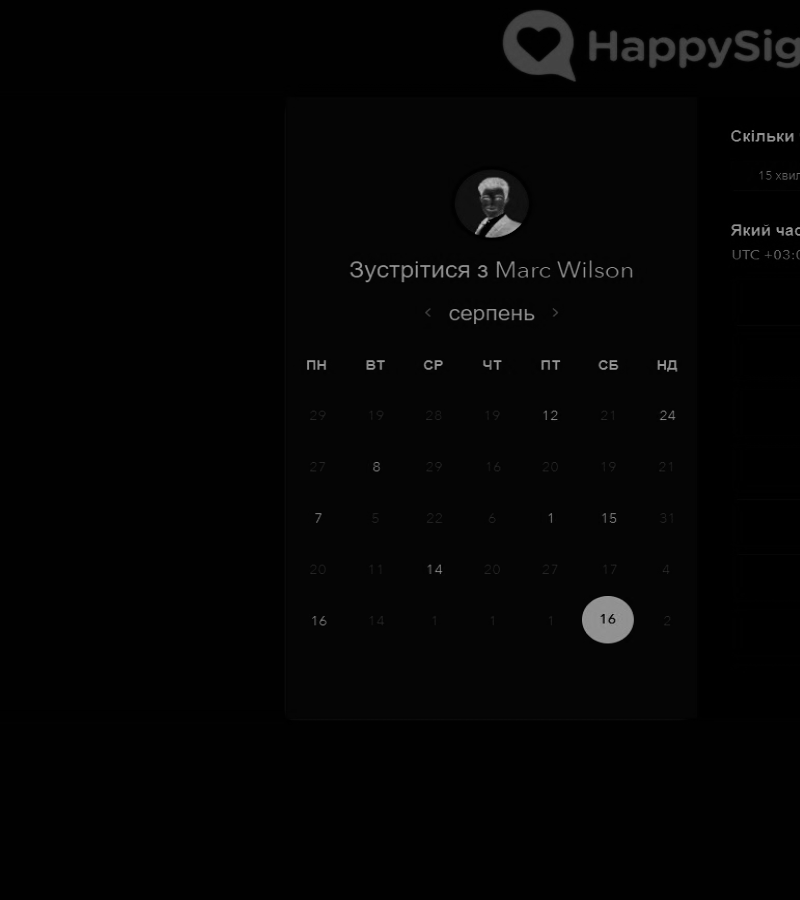 HappySig
Зустрітися з Marc Wilson
серпень
ПН ВТ СР ЧТ ПТ СБ НД
29 19 28 19 12 21 24
27 8 29 16 20 19 21
7 5 22 6 1 15 31
20 11 14 20 27 17 4
16 14 1 1 1 16 2
Скільки
15 хвил
Який час
UTC +03:0